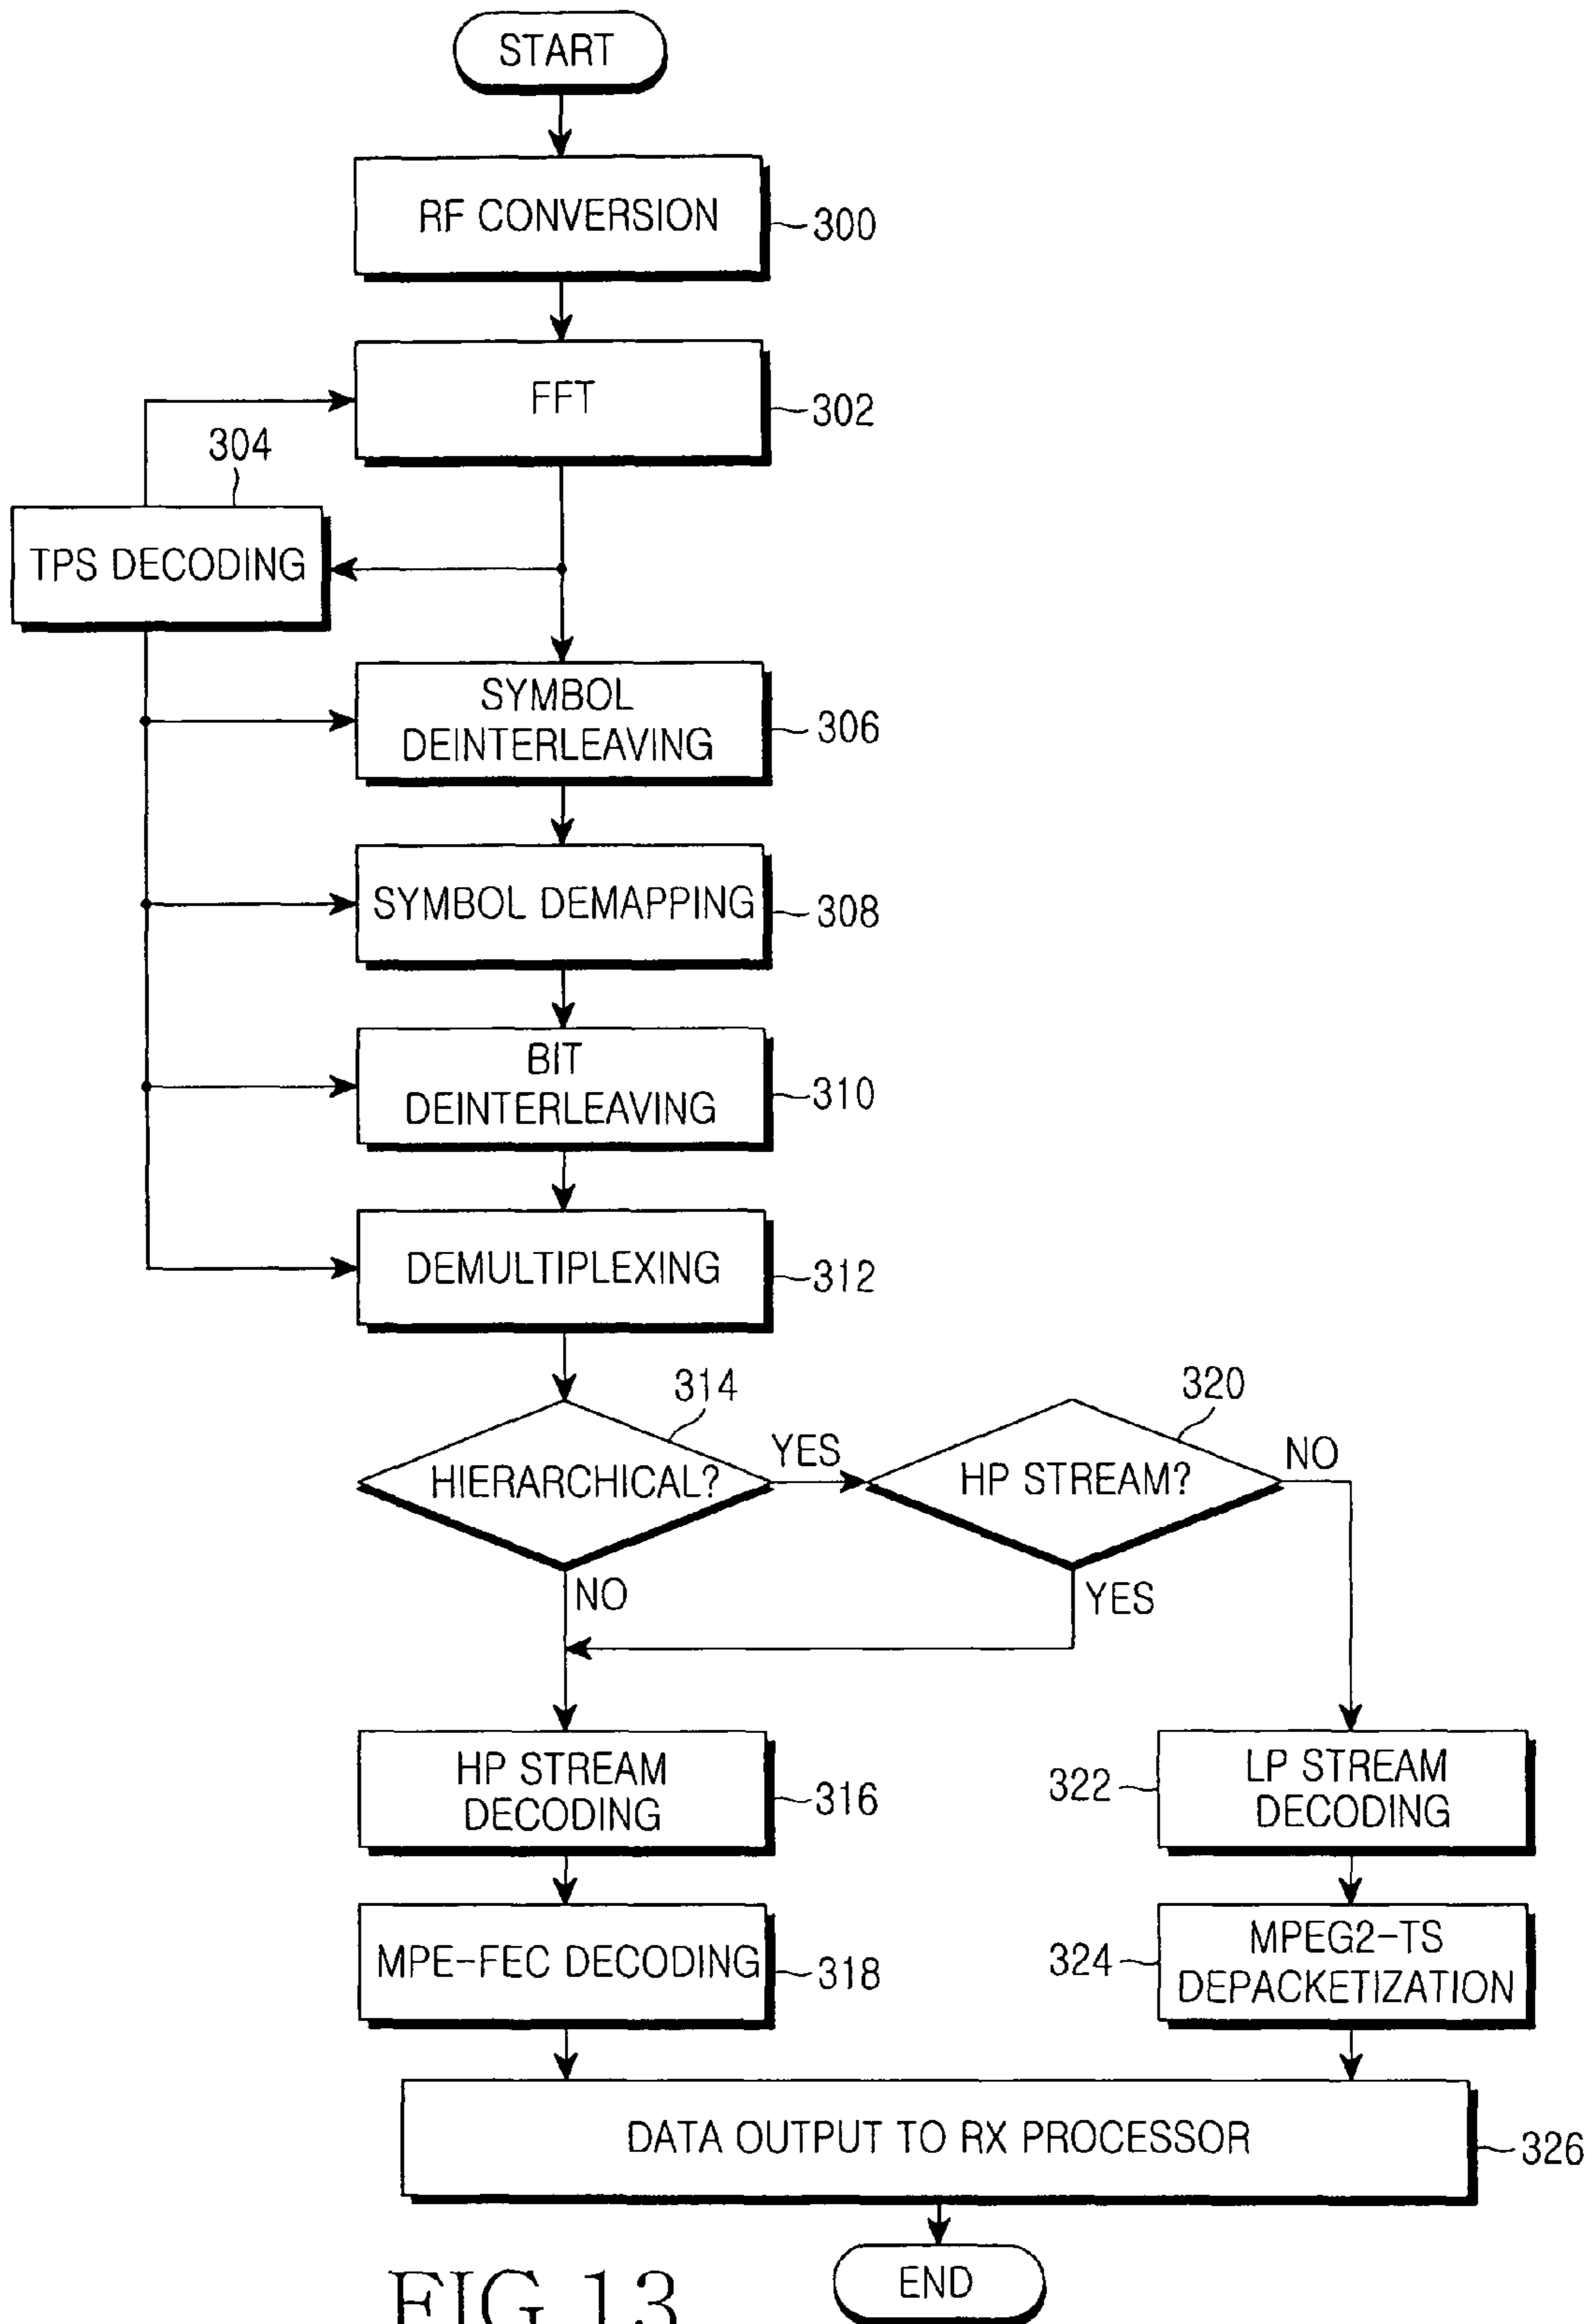 START
RF CONVERSION
300
FFT
302
304
TPS DECODING
SYMBOL
DEINTERLEAVING
306
SYMBOL DEMAPPING
308
BIT
DEINTERLEAVING
310
DEMULTIPLEXING
312
314
320
HIERARCHICAL?
YES
HP STREAM?
NO
NO
YES
HP STREAM
DECODING
316
322
LP STREAM
DECODING
MPE-FEC DECODING
318
324
MPEG2-TS
DEPACKETIZATION
DATA OUTPUT TO RX PROCESSOR
326
END
FIG.13